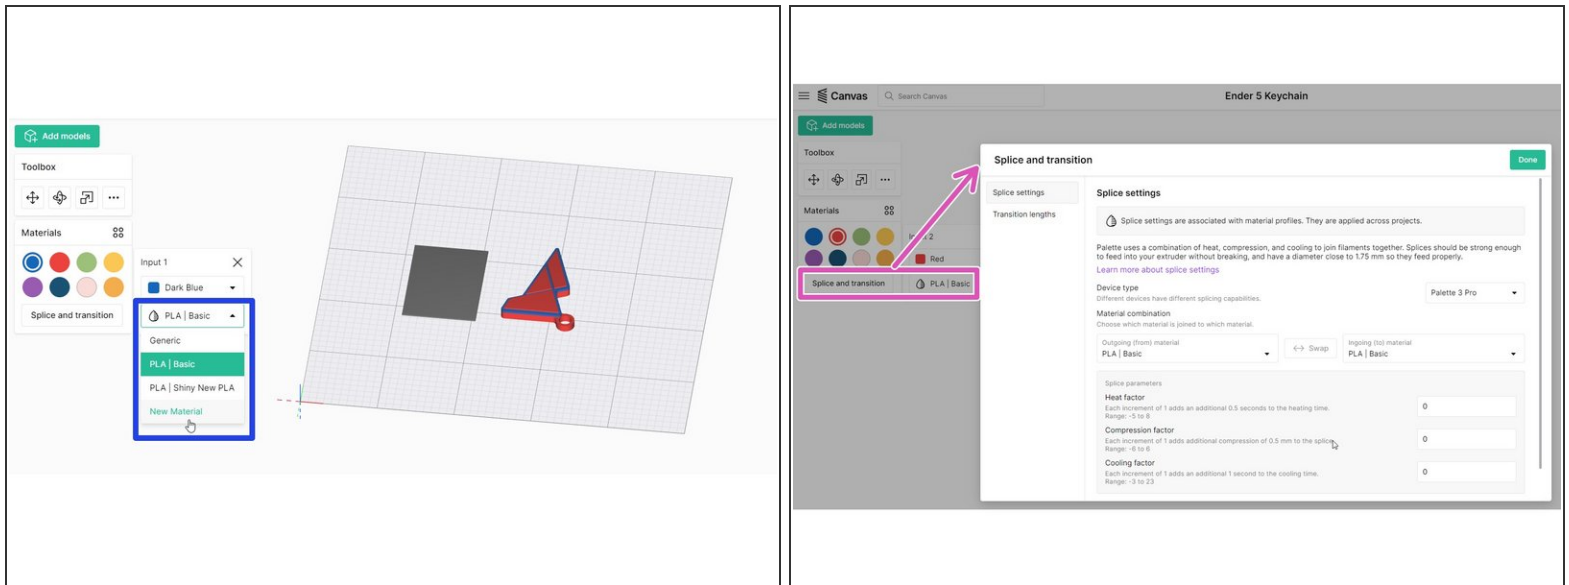 Add models
Toolbox
Materials
Input 1
Dark Blue
Splice and transition
PLA | Basic
Generic
PLA | Basic
PLA | Shiny New PLA
New Material
Canvas
Search Canvas
Ender 5 Keychain
Add models
Toolbox
Materials
Red
Splice and transition
PLA | Basic
Splice and transition
Done
Splice settings
Transition lengths
Splice settings
Splice settings are associated with material profiles. They are applied across projects.
Palette uses a combination of heat, compression, and cooling to join filaments together. Splices should be strong enough
to feed into your extruder without breaking, and have a diameter close to 1.75 mm so they feed properly.
Learn more about splice settings
Device type
Different devices have different splicing capabilities.
Palette 3 Pro
Material combination
Choose which material is joined to which material.
Outgoing (from) material
PLA | Basic
Swap
Ingoing (to) material
PLA | Basic
Splice parameters
Heat factor
Each increment of 1 adds an additional 0.5 seconds to the heating time.
Range: -5 to 8
0
Compression factor
Each increment of 1 adds additional compression of 0.5 mm to the splice.
Range: -6 to 6
0
Cooling factor
Each increment of 1 adds an additional 1 second to the cooling time.
Range: -3 to 23
0